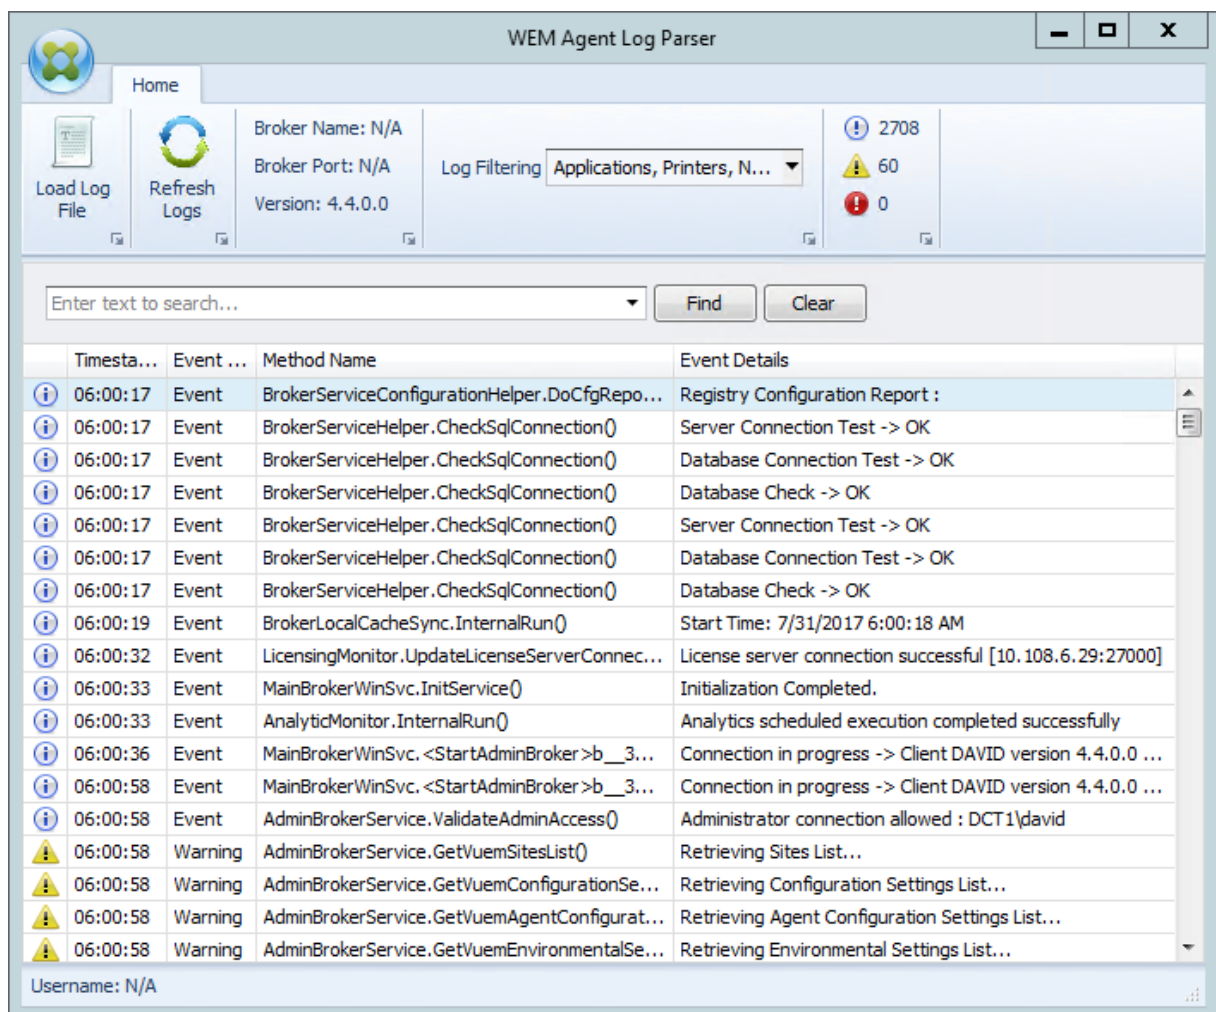 WEM Agent Log Parser
Home
Load Log File
Refresh Logs
Broker Name: N/A
Broker Port: N/A
Version: 4.4.0.0
Log Filtering Applications, Printers, N...
2708
60
0
Enter text to search...
Find
Clear
Timesta... Event ... Method Name Event Details
06:00:17 Event BrokerServiceConfigurationHelper.DoCfgRepo... Registry Configuration Report :
06:00:17 Event BrokerServiceHelper.CheckSqlConnection() Server Connection Test -> OK
06:00:17 Event BrokerServiceHelper.CheckSqlConnection() Database Connection Test -> OK
06:00:17 Event BrokerServiceHelper.CheckSqlConnection() Database Check -> OK
06:00:17 Event BrokerServiceHelper.CheckSqlConnection() Server Connection Test -> OK
06:00:17 Event BrokerServiceHelper.CheckSqlConnection() Database Connection Test -> OK
06:00:17 Event BrokerServiceHelper.CheckSqlConnection() Database Check -> OK
06:00:19 Event BrokerLocalCacheSync.InternalRun() Start Time: 7/31/2017 6:00:18 AM
06:00:32 Event LicensingMonitor.UpdateLicenseServerConnec... License server connection successful [10.108.6.29:27000]
06:00:33 Event MainBrokerWinSvc.InitService() Initialization Completed.
06:00:33 Event AnalyticMonitor.InternalRun() Analytics scheduled execution completed successfully
06:00:36 Event MainBrokerWinSvc.<StartAdminBroker>b__3... Connection in progress -> Client DAVID version 4.4.0.0 ...
06:00:58 Event MainBrokerWinSvc.<StartAdminBroker>b__3... Connection in progress -> Client DAVID version 4.4.0.0 ...
06:00:58 Event AdminBrokerService.ValidateAdminAccess() Administrator connection allowed : DCT1\david
06:00:58 Warning AdminBrokerService.GetVuemSitesList() Retrieving Sites List...
06:00:58 Warning AdminBrokerService.GetVuemConfigurationSe... Retrieving Configuration Settings List...
06:00:58 Warning AdminBrokerService.GetVuemAgentConfigurat... Retrieving Agent Configuration Settings List...
06:00:58 Warning AdminBrokerService.GetVuemEnvironmentalSe... Retrieving Environmental Settings List...
Username: N/A